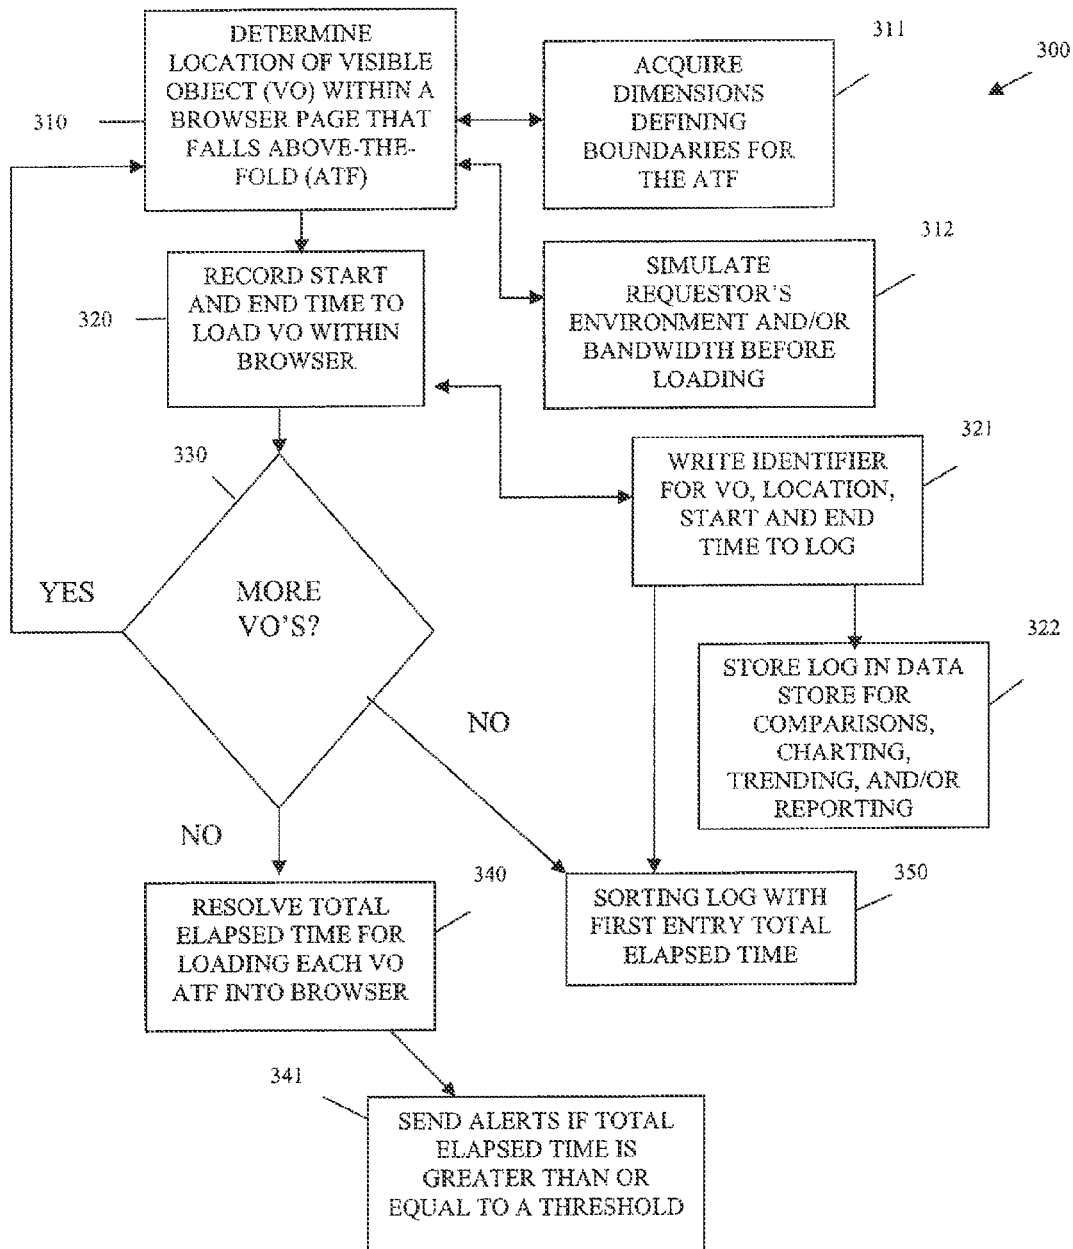 DETERMINE
LOCATION OF VISIBLE
OBJECT (VO) WITHIN A
BROWSER PAGE THAT
FALLS ABOVE-THE-
FOLD (ATF)
310
ACQUIRE
DIMENSIONS
DEFINING
BOUNDARIES FOR
THE ATF
311
300
SIMULATE
REQUESTOR'S
ENVIRONMENT AND/OR
BANDWIDTH BEFORE
LOADING
312
RECORD START
AND END TIME TO
LOAD VO WITHIN
BROWSER
320
WRITE IDENTIFIER
FOR VO, LOCATION,
START AND END
TIME TO LOG
321
330
MORE
VO'S?
YES
NO
NO
STORE LOG IN DATA
STORE FOR
COMPARISONS,
CHARTING,
TRENDING, AND/OR
REPORTING
322
RESOLVE TOTAL
ELAPSED TIME FOR
LOADING EACH VO
ATF INTO BROWSER
340
SORTING LOG WITH
FIRST ENTRY TOTAL
ELAPSED TIME
350
341
SEND ALERTS IF TOTAL
ELAPSED TIME IS
GREATER THAN OR
EQUAL TO A THRESHOLD